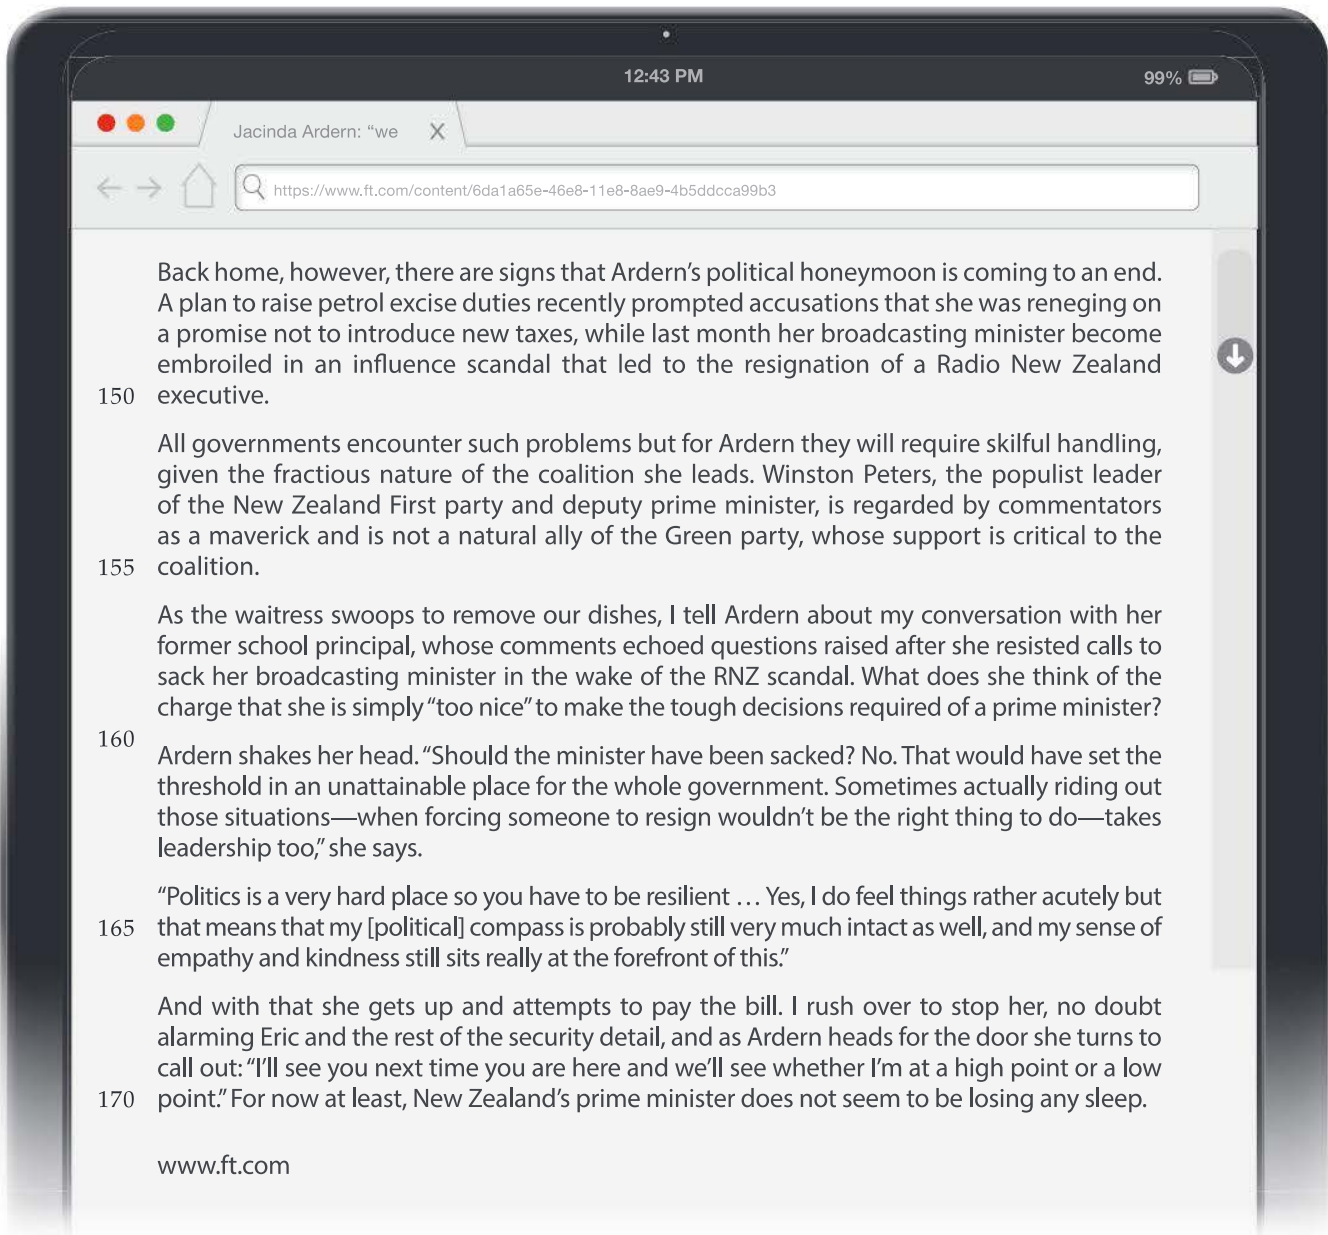 12:43 PM
99%
Jacinda Ardern: “we X
https://www.ft.com/content/6da1a65e-46e8-11e8-8ae9-4b5ddcca99b3
Back home, however, there are signs that Ardern’s political honeymoon is coming to an end.
A plan to raise petrol excise duties recently prompted accusations that she was reneging on
a promise not to introduce new taxes, while last month her broadcasting minister become
embroiled in an influence scandal that led to the resignation of a Radio New Zealand
150 executive.
All governments encounter such problems but for Ardern they will require skilful handling,
given the fractious nature of the coalition she leads. Winston Peters, the populist leader
of the New Zealand First party and deputy prime minister, is regarded by commentators
as a maverick and is not a natural ally of the Green party, whose support is critical to the
155 coalition.
As the waitress swoops to remove our dishes, I tell Ardern about my conversation with her
former school principal, whose comments echoed questions raised after she resisted calls to
sack her broadcasting minister in the wake of the RNZ scandal. What does she think of the
charge that she is simply “too nice” to make the tough decisions required of a prime minister?
160
Ardern shakes her head. “Should the minister have been sacked? No. That would have set the
threshold in an unattainable place for the whole government. Sometimes actually riding out
those situations—when forcing someone to resign wouldn’t be the right thing to do—takes
leadership too,” she says.
“Politics is a very hard place so you have to be resilient … Yes, I do feel things rather acutely but
165 that means that my [political] compass is probably still very much intact as well, and my sense of
empathy and kindness still sits really at the forefront of this.”
And with that she gets up and attempts to pay the bill. I rush over to stop her, no doubt
alarming Eric and the rest of the security detail, and as Ardern heads for the door she turns to
call out: “I’ll see you next time you are here and we’ll see whether I’m at a high point or a low
170 point.” For now at least, New Zealand’s prime minister does not seem to be losing any sleep.
www.ft.com